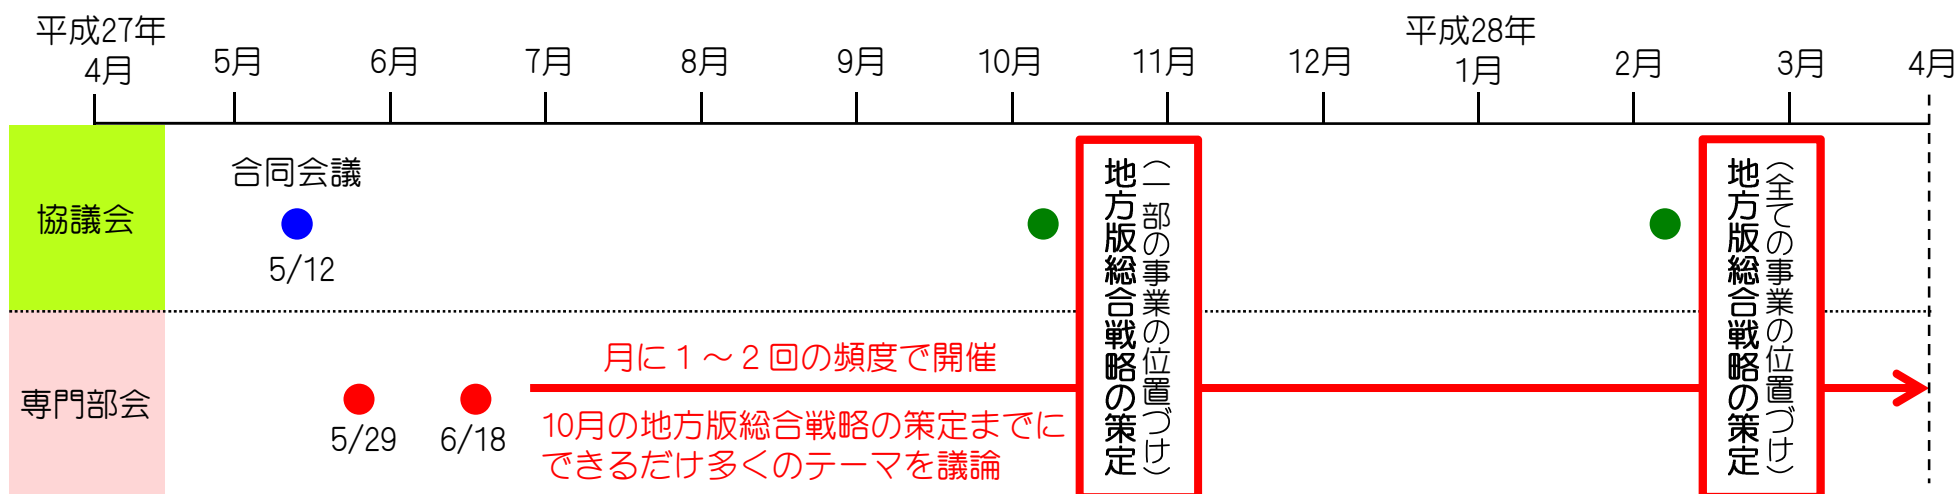 平成27年
4月
5月
6月
7月
8月
9月
10月
11月
12月
平成28年
1月
2月
3月
4月
協議会
合同会議
5/12
専門部会
5/29
6/18
月に１～２回の頻度で開催
10月の地方版総合戦略の策定までに
できるだけ多くのテーマを議論
地方版総合戦略の策定
（一部の事業の位置づけ）
地方版総合戦略の策定
（全ての事業の位置づけ）